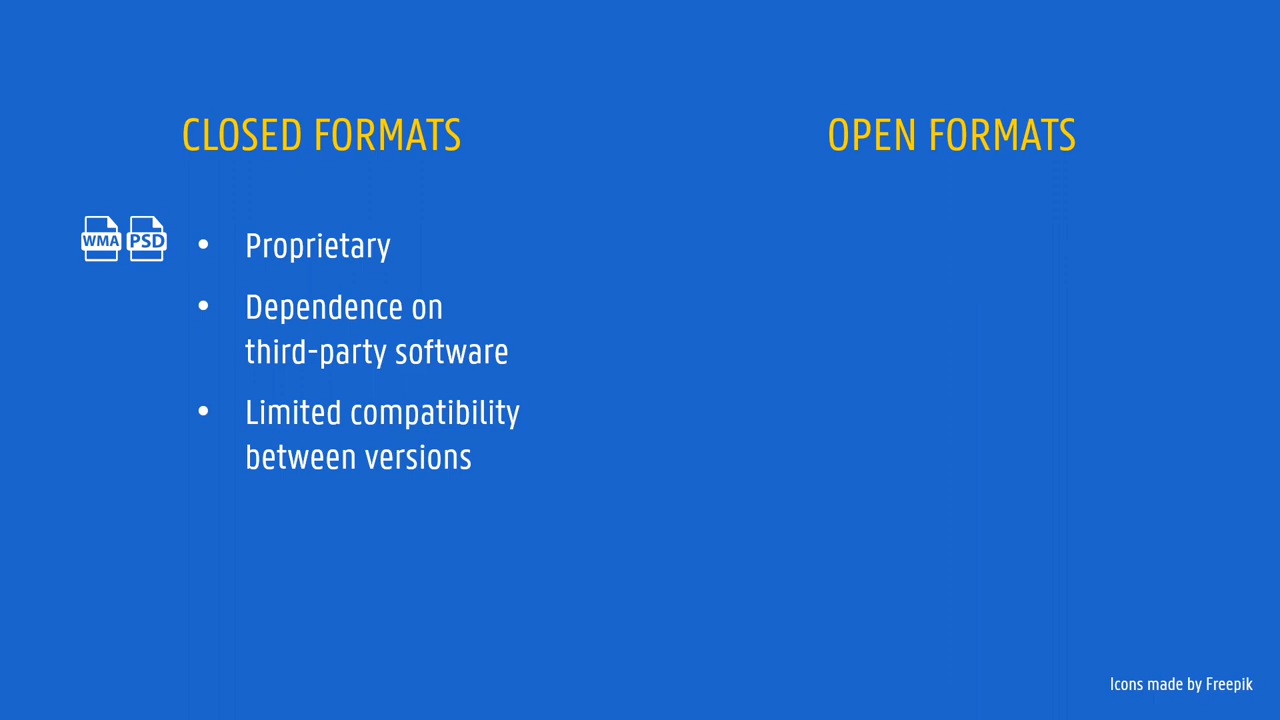 CLOSED FORMATS
OPEN FORMATS
WMA PSD
• Proprietary
• Dependence on
third-party software
• Limited compatibility
between versions
Icons made by Freepik